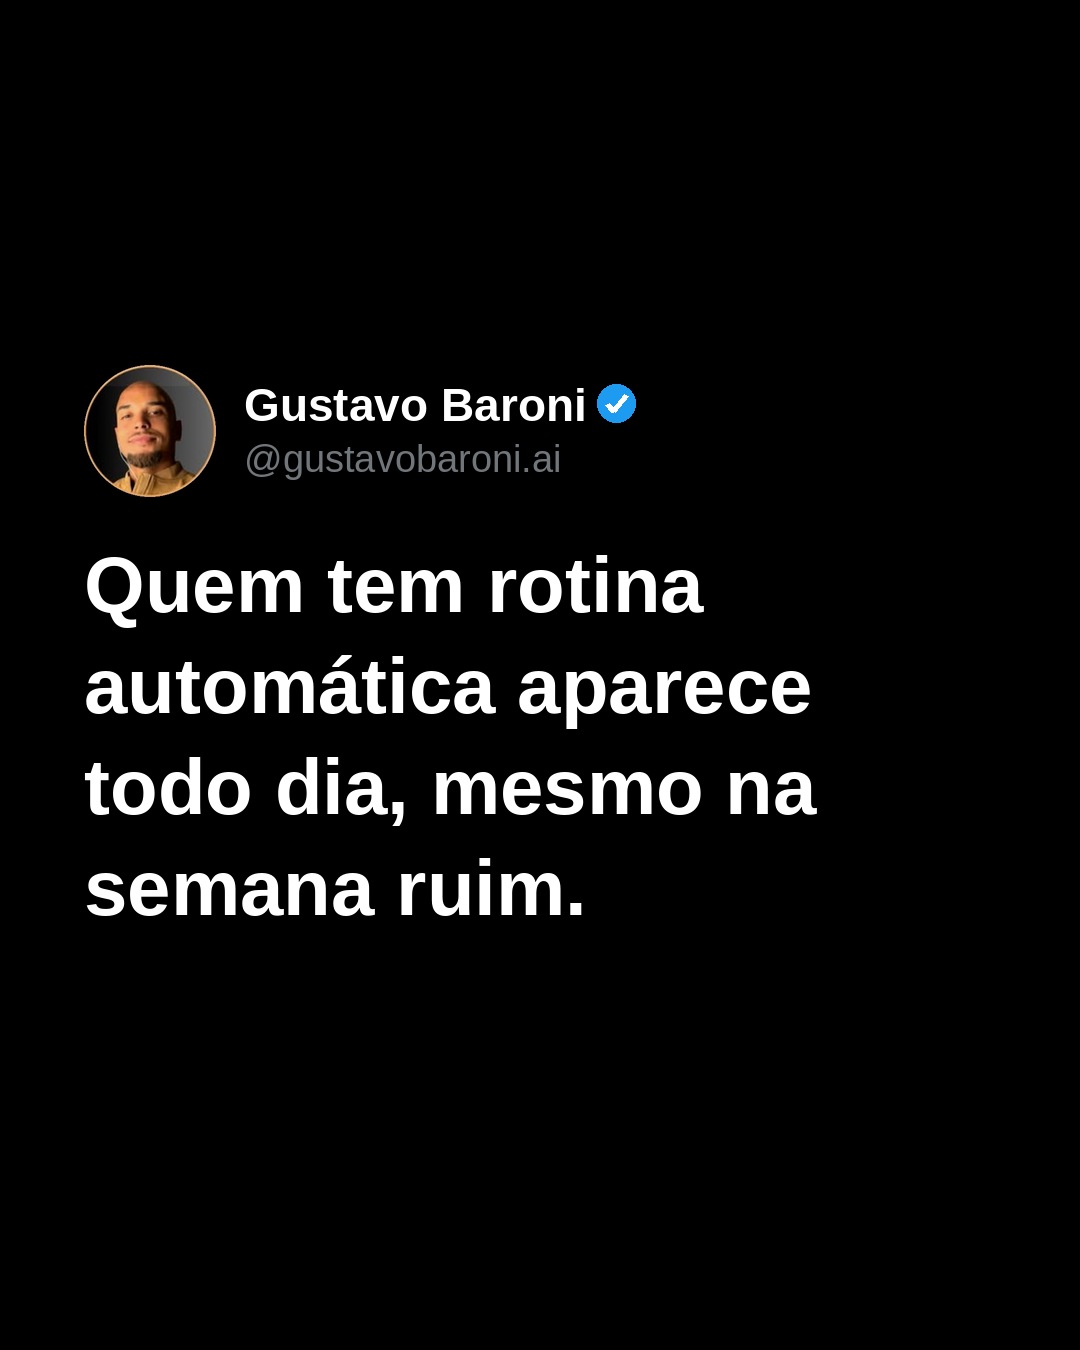 Gustavo Baroni
@gustavobaroni.ai
Quem tem rotina
automática aparece
todo dia, mesmo na
semana ruim.